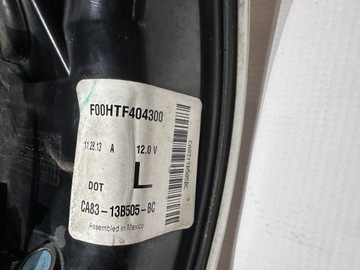 F00HTF404300
11.28.13 A 12.0 V
DOT L
CA83-13B505-BC
Assembled in Mexico